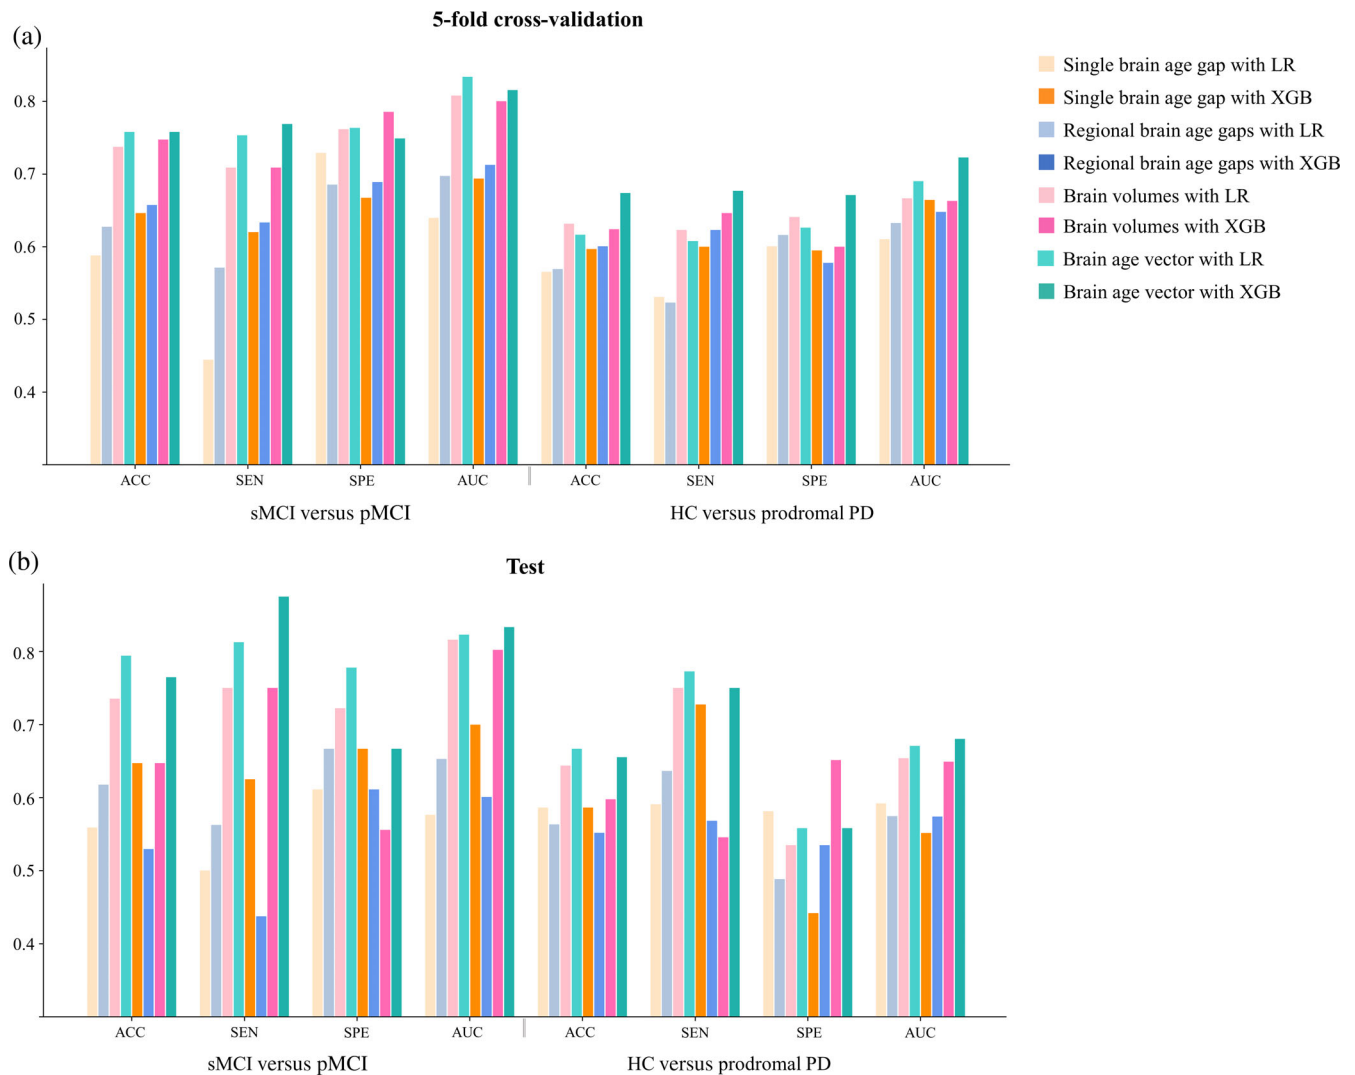 5-fold cross-validation
(a)
0.8
0.7
0.6
0.5
0.4
ACC SEN SPE AUC ACC SEN SPE AUC
sMCI versus pMCI HC versus prodromal PD
Single brain age gap with LR
Single brain age gap with XGB
Regional brain age gaps with LR
Regional brain age gaps with XGB
Brain volumes with LR
Brain volumes with XGB
Brain age vector with LR
Brain age vector with XGB
(b)
Test
0.8
0.7
0.6
0.5
0.4
ACC SEN SPE AUC ACC SEN SPE AUC
sMCI versus pMCI HC versus prodromal PD